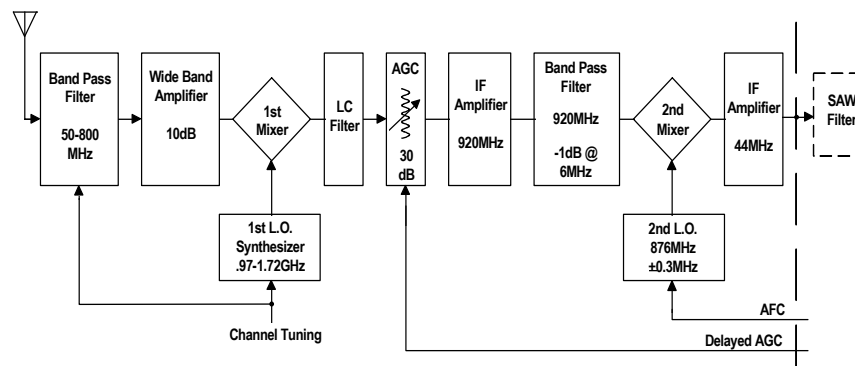 Band Pass
Filter
50-800
MHz
Wide Band
Amplifier
10dB
1st
Mixer
LC
Filter
AGC
30
dB
IF
Amplifier
920MHz
Band Pass
Filter
920MHz
-1dB @
6MHz
2nd
Mixer
IF
Amplifier
44MHz
SAW
Filter
1st L.O.
Synthesizer
.97-1.72GHz
2nd L.O.
876MHz
±0.3MHz
Channel Tuning
AFC
Delayed AGC